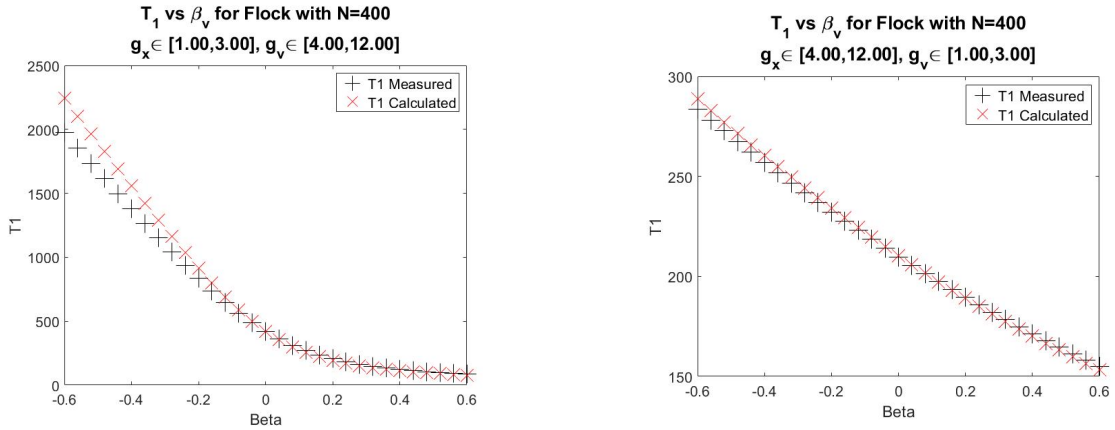 T1 vs βv for Flock with N=400
gx∈ [1.00,3.00], gv∈ [4.00,12.00]
2500
2000
1500
1000
500
0
T1
T1 Measured
T1 Calculated
-0.6 -0.4 -0.2 0 0.2 0.4 0.6
Beta
T1 vs βv for Flock with N=400
gx∈ [4.00,12.00], gv∈ [1.00,3.00]
300
250
200
150
T1
T1 Measured
T1 Calculated
-0.6 -0.4 -0.2 0 0.2 0.4 0.6
Beta